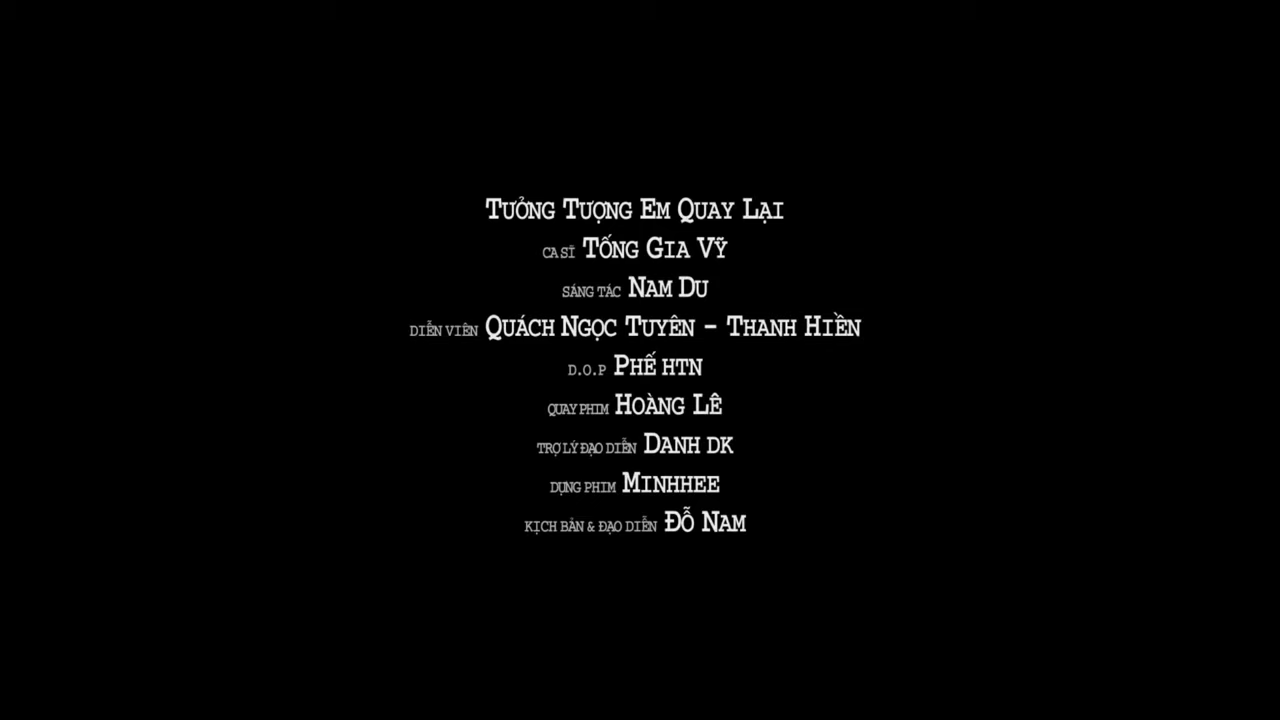 TƯỞNG TƯỢNG EM QUAY LẠI
CA SĨ TỐNG GIA VỸ
SÁNG TÁC NAM DU
DIỄN VIÊN QUÁCH NGỌC TUYÊN - THANH HIỀN
D.O.P PHẾ HTN
QUAY PHIM HOÀNG LÊ
TRỢ LÝ ĐẠO DIỄN DANH DK
DỰNG PHIM MINHHEE
KỊCH BẢN & ĐẠO DIỄN ĐỖ NAM